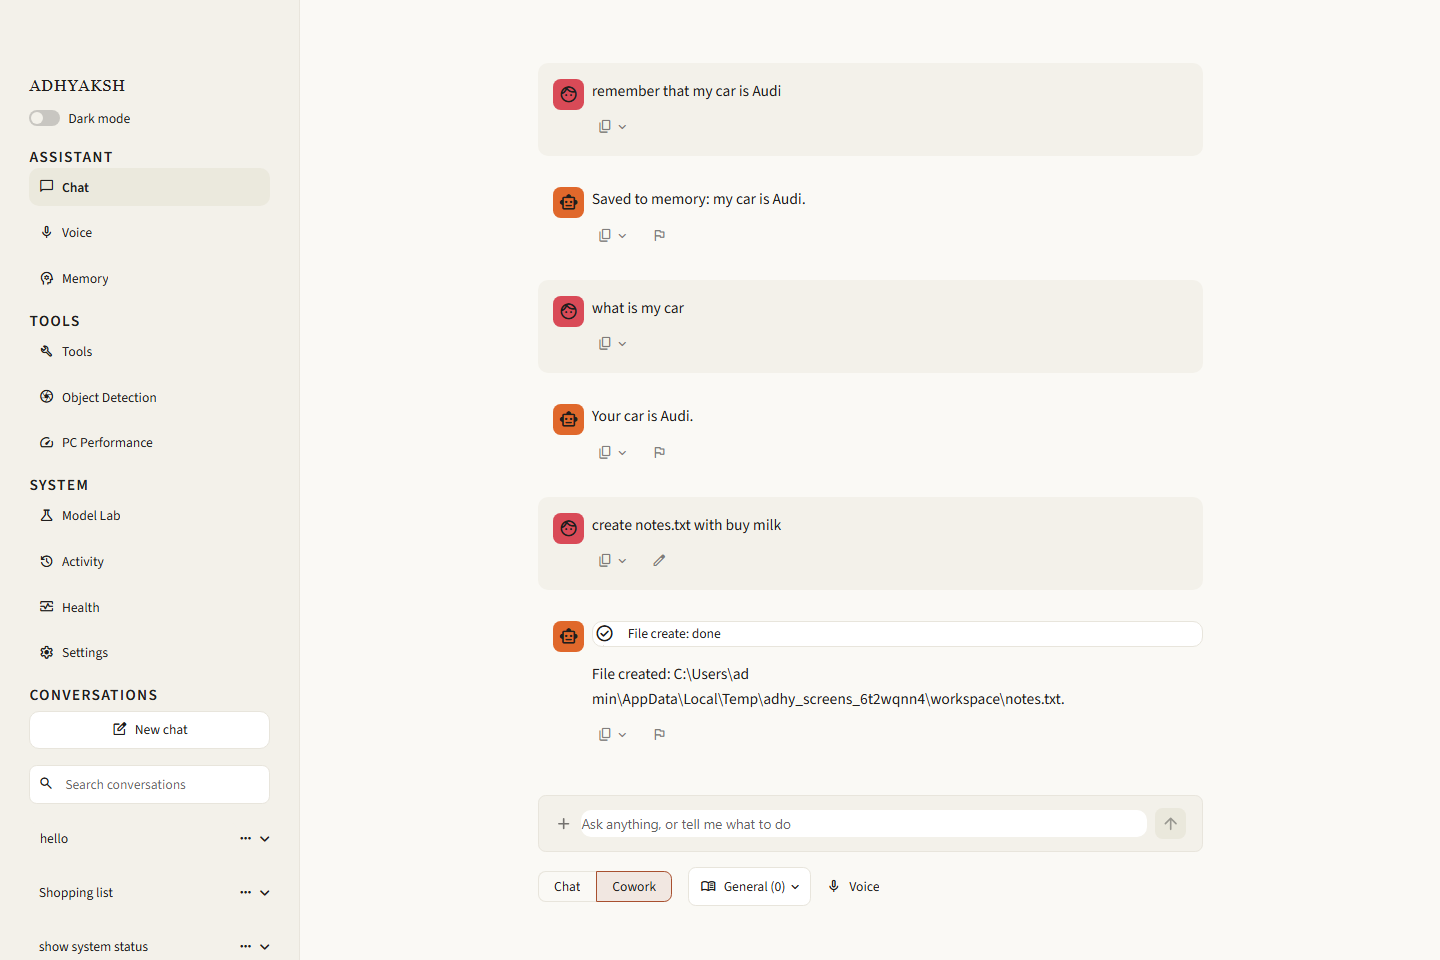 ADHYAKSH
Dark mode
ASSISTANT
Chat
Voice
Memory
TOOLS
Tools
Object Detection
PC Performance
SYSTEM
Model Lab
Activity
Health
Settings
CONVERSATIONS
New chat
Search conversations
hello
Shopping list
show system status
remember that my car is Audi
Saved to memory: my car is Audi.
what is my car
Your car is Audi.
create notes.txt with buy milk
File create: done
File created: C:\Users\ad
min\AppData\Local\Temp\adhy_screens_6t2wqnn4\workspace\notes.txt.
Ask anything, or tell me what to do
Chat
Cowork
General (0)
Voice